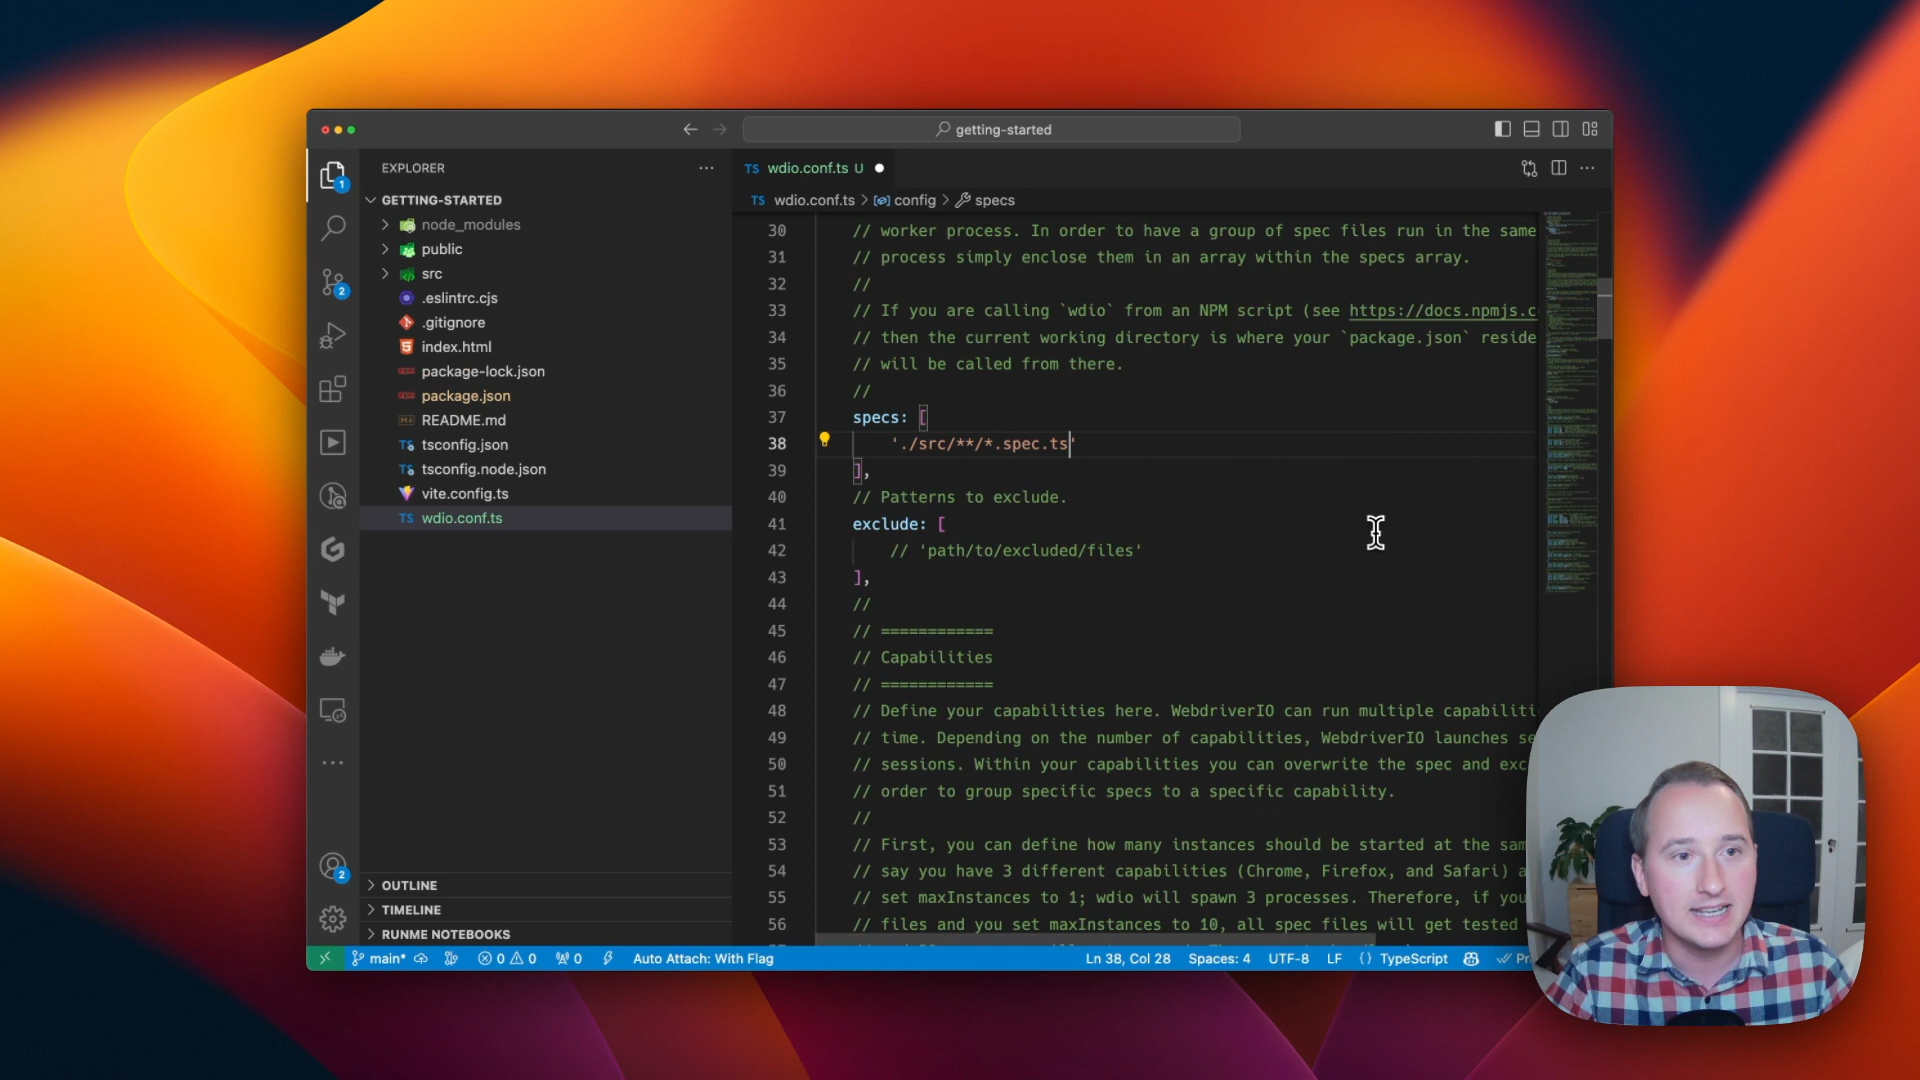 getting-started
EXPLORER
GETTING-STARTED
node_modules
public
src
.eslintrc.cjs
.gitignore
index.html
package-lock.json
package.json
README.md
tsconfig.json
tsconfig.node.json
vite.config.ts
TS wdio.conf.ts
OUTLINE
TIMELINE
RUNME NOTEBOOKS
1
2
2
TS wdio.conf.ts U
TS wdio.conf.ts > config > specs
30 // worker process. In order to have a group of spec files run in the same
31 // process simply enclose them in an array within the specs array.
32 //
33 // If you are calling `wdio` from an NPM script (see https://docs.npmjs.c
34 // then the current working directory is where your `package.json` reside
35 // will be called from there.
36 //
37 specs: [
38 './src/**/*.spec.ts'
39 ],
40 // Patterns to exclude.
41 exclude: [
42 // 'path/to/excluded/files'
43 ],
44 //
45 // ============
46 // Capabilities
47 // ============
48 // Define your capabilities here. WebdriverIO can run multiple capabiliti
49 // time. Depending on the number of capabilities, WebdriverIO launches se
50 // sessions. Within your capabilities you can overwrite the spec and exc
51 // order to group specific specs to a specific capability.
52 //
53 // First, you can define how many instances should be started at the sam
54 // say you have 3 different capabilities (Chrome, Firefox, and Safari) a
55 // set maxInstances to 1; wdio will spawn 3 processes. Therefore, if you
56 // files and you set maxInstances to 10, all spec files will get tested
main* 0 0 0 Auto Attach: With Flag Ln 38, Col 28 Spaces: 4 UTF-8 LF {} TypeScript Pr